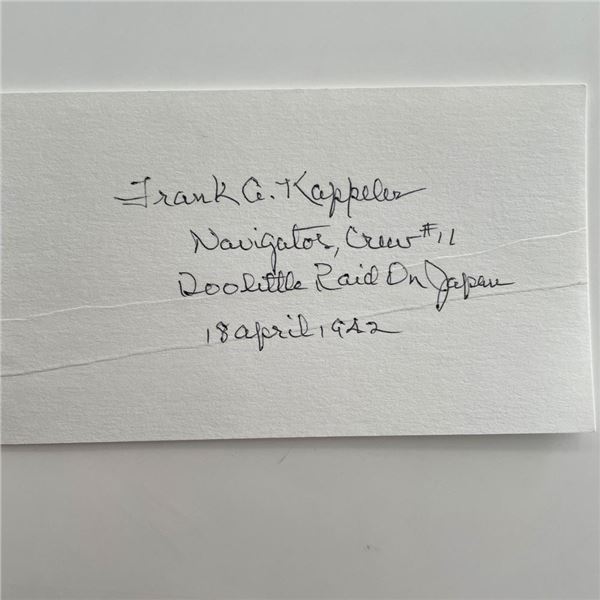 Frank A. Kappeler
Navigator, Crew #11
Doolittle Raid On Japan
18 April, 1942